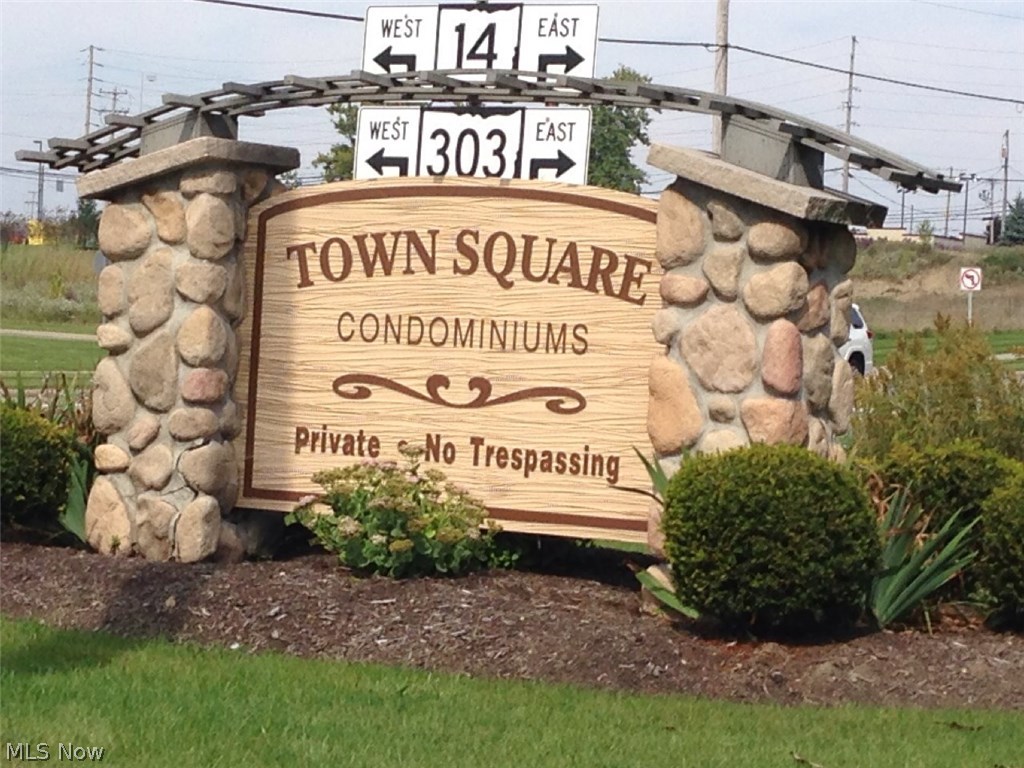 WEST 14 EAST
WEST 303 EAST
TOWN SQUARE
CONDOMINIUMS
Private - No Trespassing
MLS Now